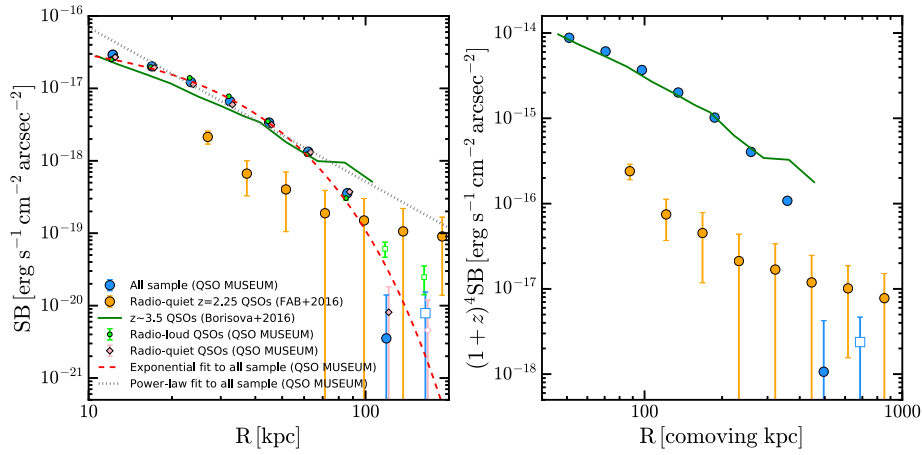 10⁻¹⁶
10⁻¹⁷
10⁻¹⁸
10⁻¹⁹
10⁻²⁰
10⁻²¹
SB [erg s⁻¹ cm⁻² arcsec⁻²]
All sample (QSO MUSEUM)
Radio-quiet z=2.25 QSOs (FAB+2016)
z~3.5 QSOs (Borisova+2016)
Radio-loud QSOs (QSO MUSEUM)
Radio-quiet QSOs (QSO MUSEUM)
Exponential fit to all sample (QSO MUSEUM)
Power-law fit to all sample (QSO MUSEUM)
10
100
R [kpc]
10⁻¹⁴
10⁻¹⁵
10⁻¹⁶
10⁻¹⁷
10⁻¹⁸
(1 + z)⁴SB [erg s⁻¹ cm⁻² arcsec⁻²]
100
1000
R [comoving kpc]